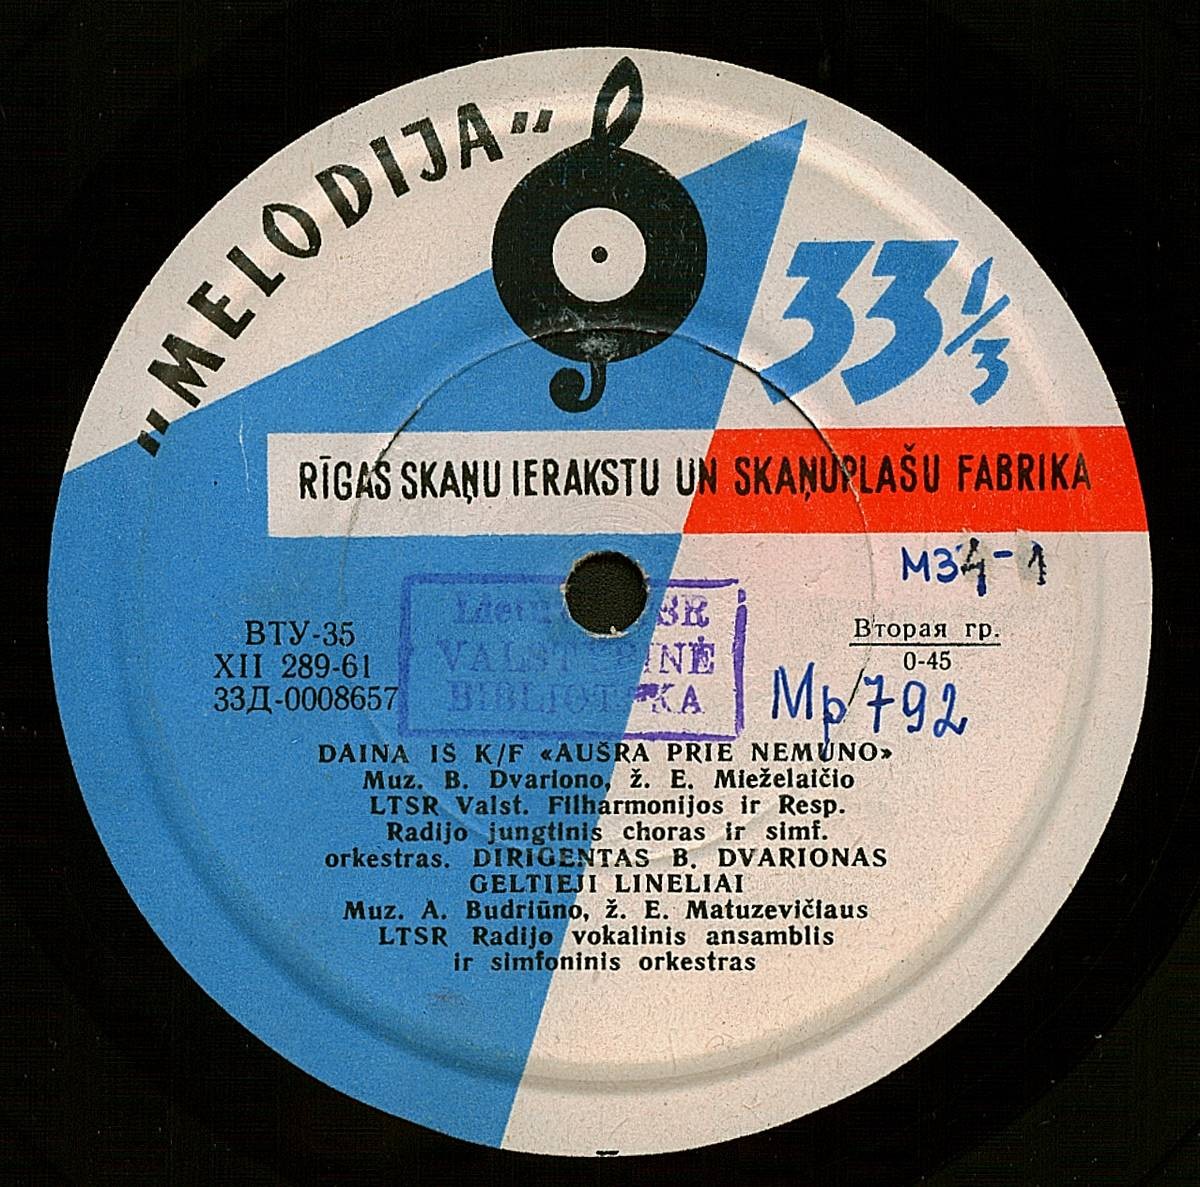 "MELODIJA"
33 1/3
RĪGAS SKAŅU IERAKSTU UN SKAŅUPLAŠU FABRIKA
МЗ4-1
ВТУ-35
XII 289-61
33Д-0008657
Вторая гр.
0-45
BIBLIOTEKA
Mp 792
DAINA IŠ K/F «AUŠRA PRIE NEMUNO»
Muz. B. Dvariono, ž. E. Mieželaičio
LTSR Valst. Filharmonijos ir Resp.
Radijo jungtinis choras ir simf.
orkestras. DIRIGENTAS B. DVARIONAS
GELTIEJI LINELIAI
Muz. A. Budriūno, ž. E. Matuzevičiaus
LTSR Radijo vokalinis ansamblis
ir simfoninis orkestras